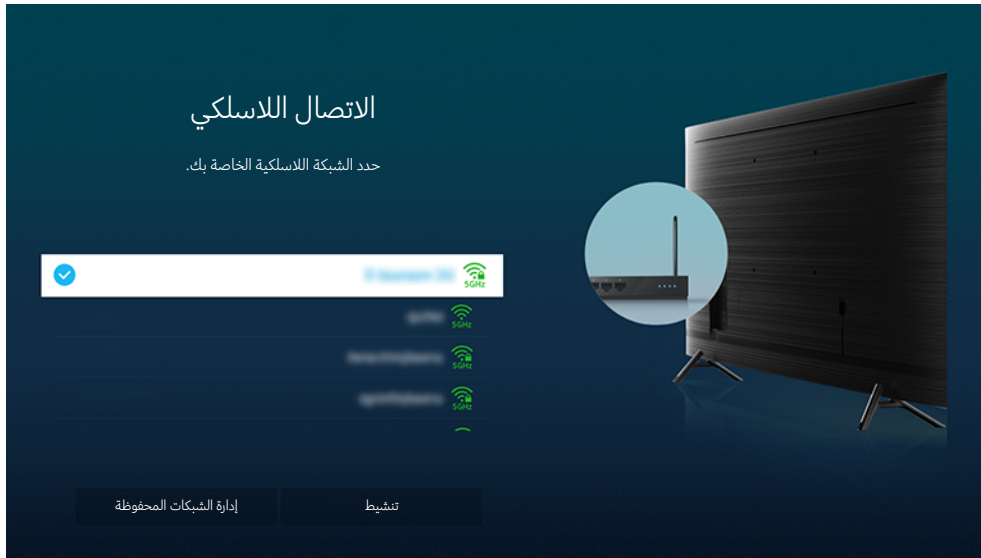 الاتصال اللاسلكي
حدد الشبكة اللاسلكية الخاصة بك.
5GHz
5GHz
5GHz
5GHz
تنشيط
إدارة الشبكات المحفوظة